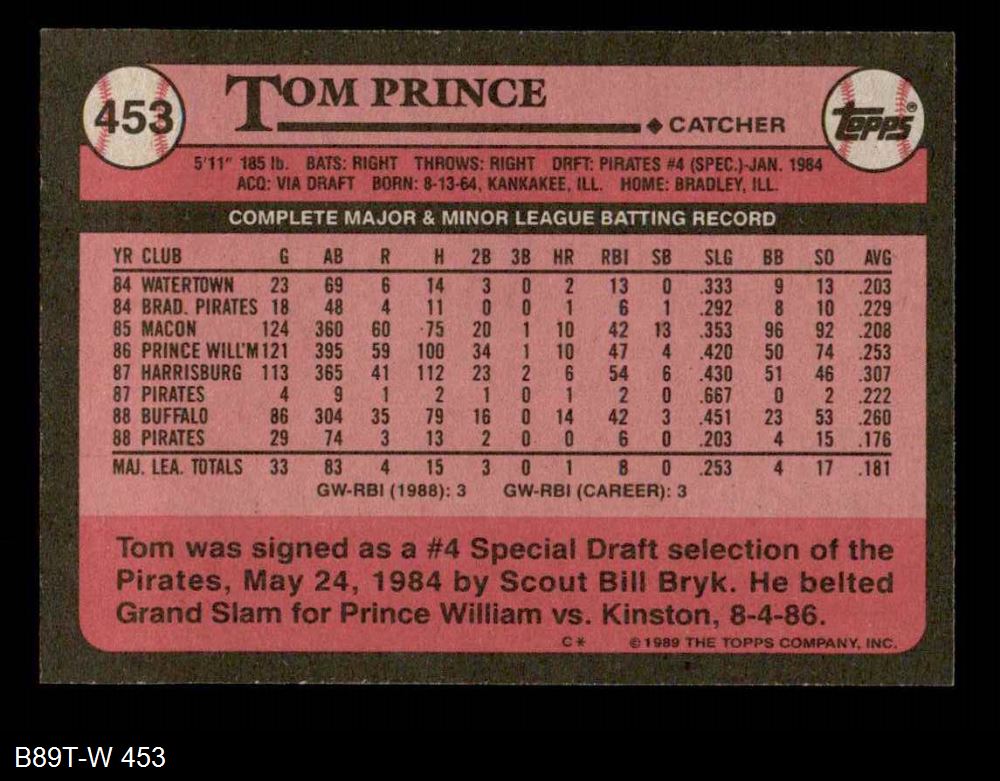 453
TOM PRINCE
CATCHER
Topps®
5'11" 185 lb. BATS: RIGHT THROWS: RIGHT DRFT: PIRATES #4 (SPEC.)-JAN. 1984
ACQ: VIA DRAFT BORN: 8-13-64, KANKAKEE, ILL. HOME: BRADLEY, ILL.
COMPLETE MAJOR & MINOR LEAGUE BATTING RECORD
YR CLUB G AB R H 2B 3B HR RBI SB SLG BB SO AVG
84 WATERTOWN 23 69 6 14 3 0 2 13 0 .333 9 13 .203
84 BRAD. PIRATES 18 48 4 11 0 0 1 6 1 .292 8 10 .229
85 MACON 124 360 60 75 20 1 10 42 13 .353 96 92 .208
86 PRINCE WILL'M 121 395 59 100 34 1 10 47 4 .420 50 74 .253
87 HARRISBURG 113 365 41 112 23 2 6 54 6 .430 51 46 .307
87 PIRATES 4 9 1 2 1 0 1 2 0 .667 0 2 .222
88 BUFFALO 86 304 35 79 16 0 14 42 3 .451 23 53 .260
88 PIRATES 29 74 3 13 2 0 0 6 0 .203 4 15 .176
MAJ. LEA. TOTALS 33 83 4 15 3 0 1 8 0 .253 4 17 .181
GW-RBI (1988): 3 GW-RBI (CAREER): 3
Tom was signed as a #4 Special Draft selection of the
Pirates, May 24, 1984 by Scout Bill Bryk. He belted
Grand Slam for Prince William vs. Kinston, 8-4-86.
C* ©1989 THE TOPPS COMPANY, INC.
B89T-W 453